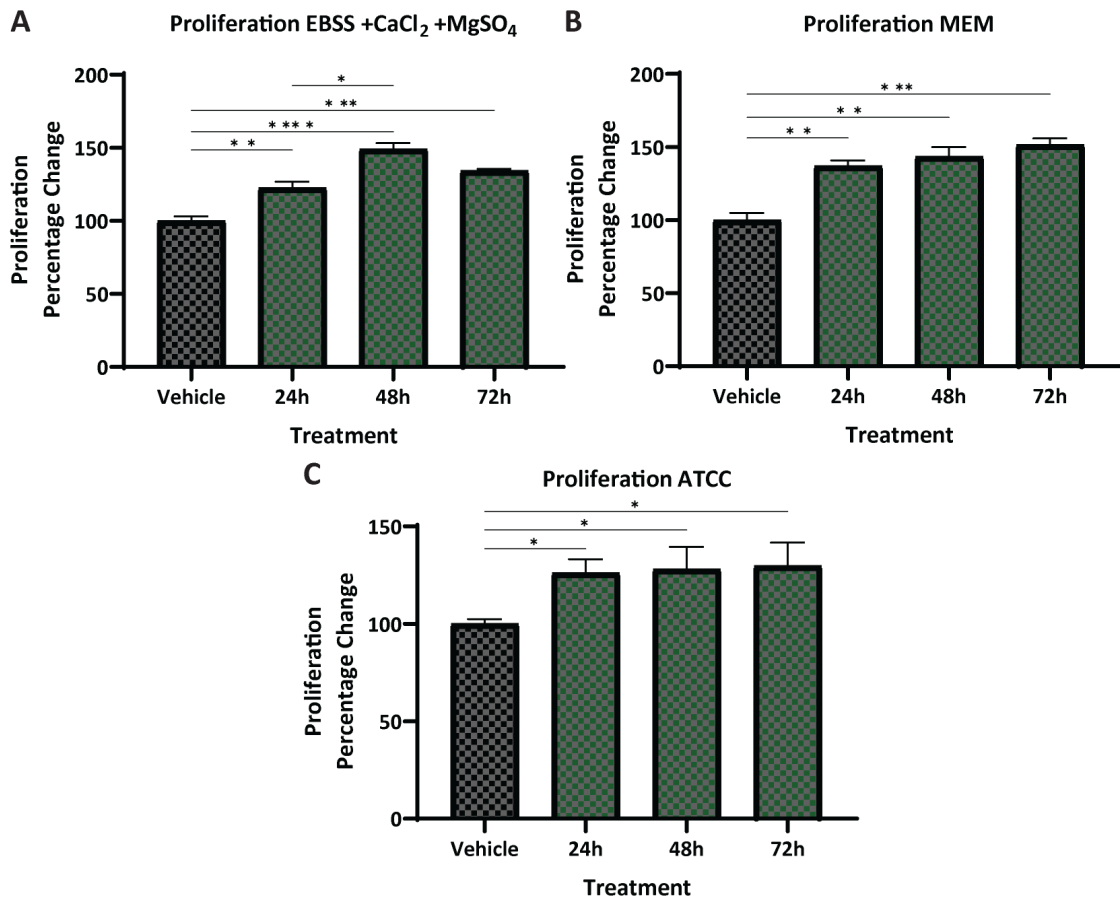 A
Proliferation EBSS +CaCl2 +MgSO4
Proliferation
Percentage Change
200
150
100
50
0
*
* **
* ** *
* *
Vehicle 24h 48h 72h
Treatment
B
Proliferation MEM
Proliferation
Percentage Change
200
150
100
50
0
* **
* *
* *
Vehicle 24h 48h 72h
Treatment
C
Proliferation ATCC
Proliferation
Percentage Change
150
100
50
0
*
*
*
Vehicle 24h 48h 72h
Treatment